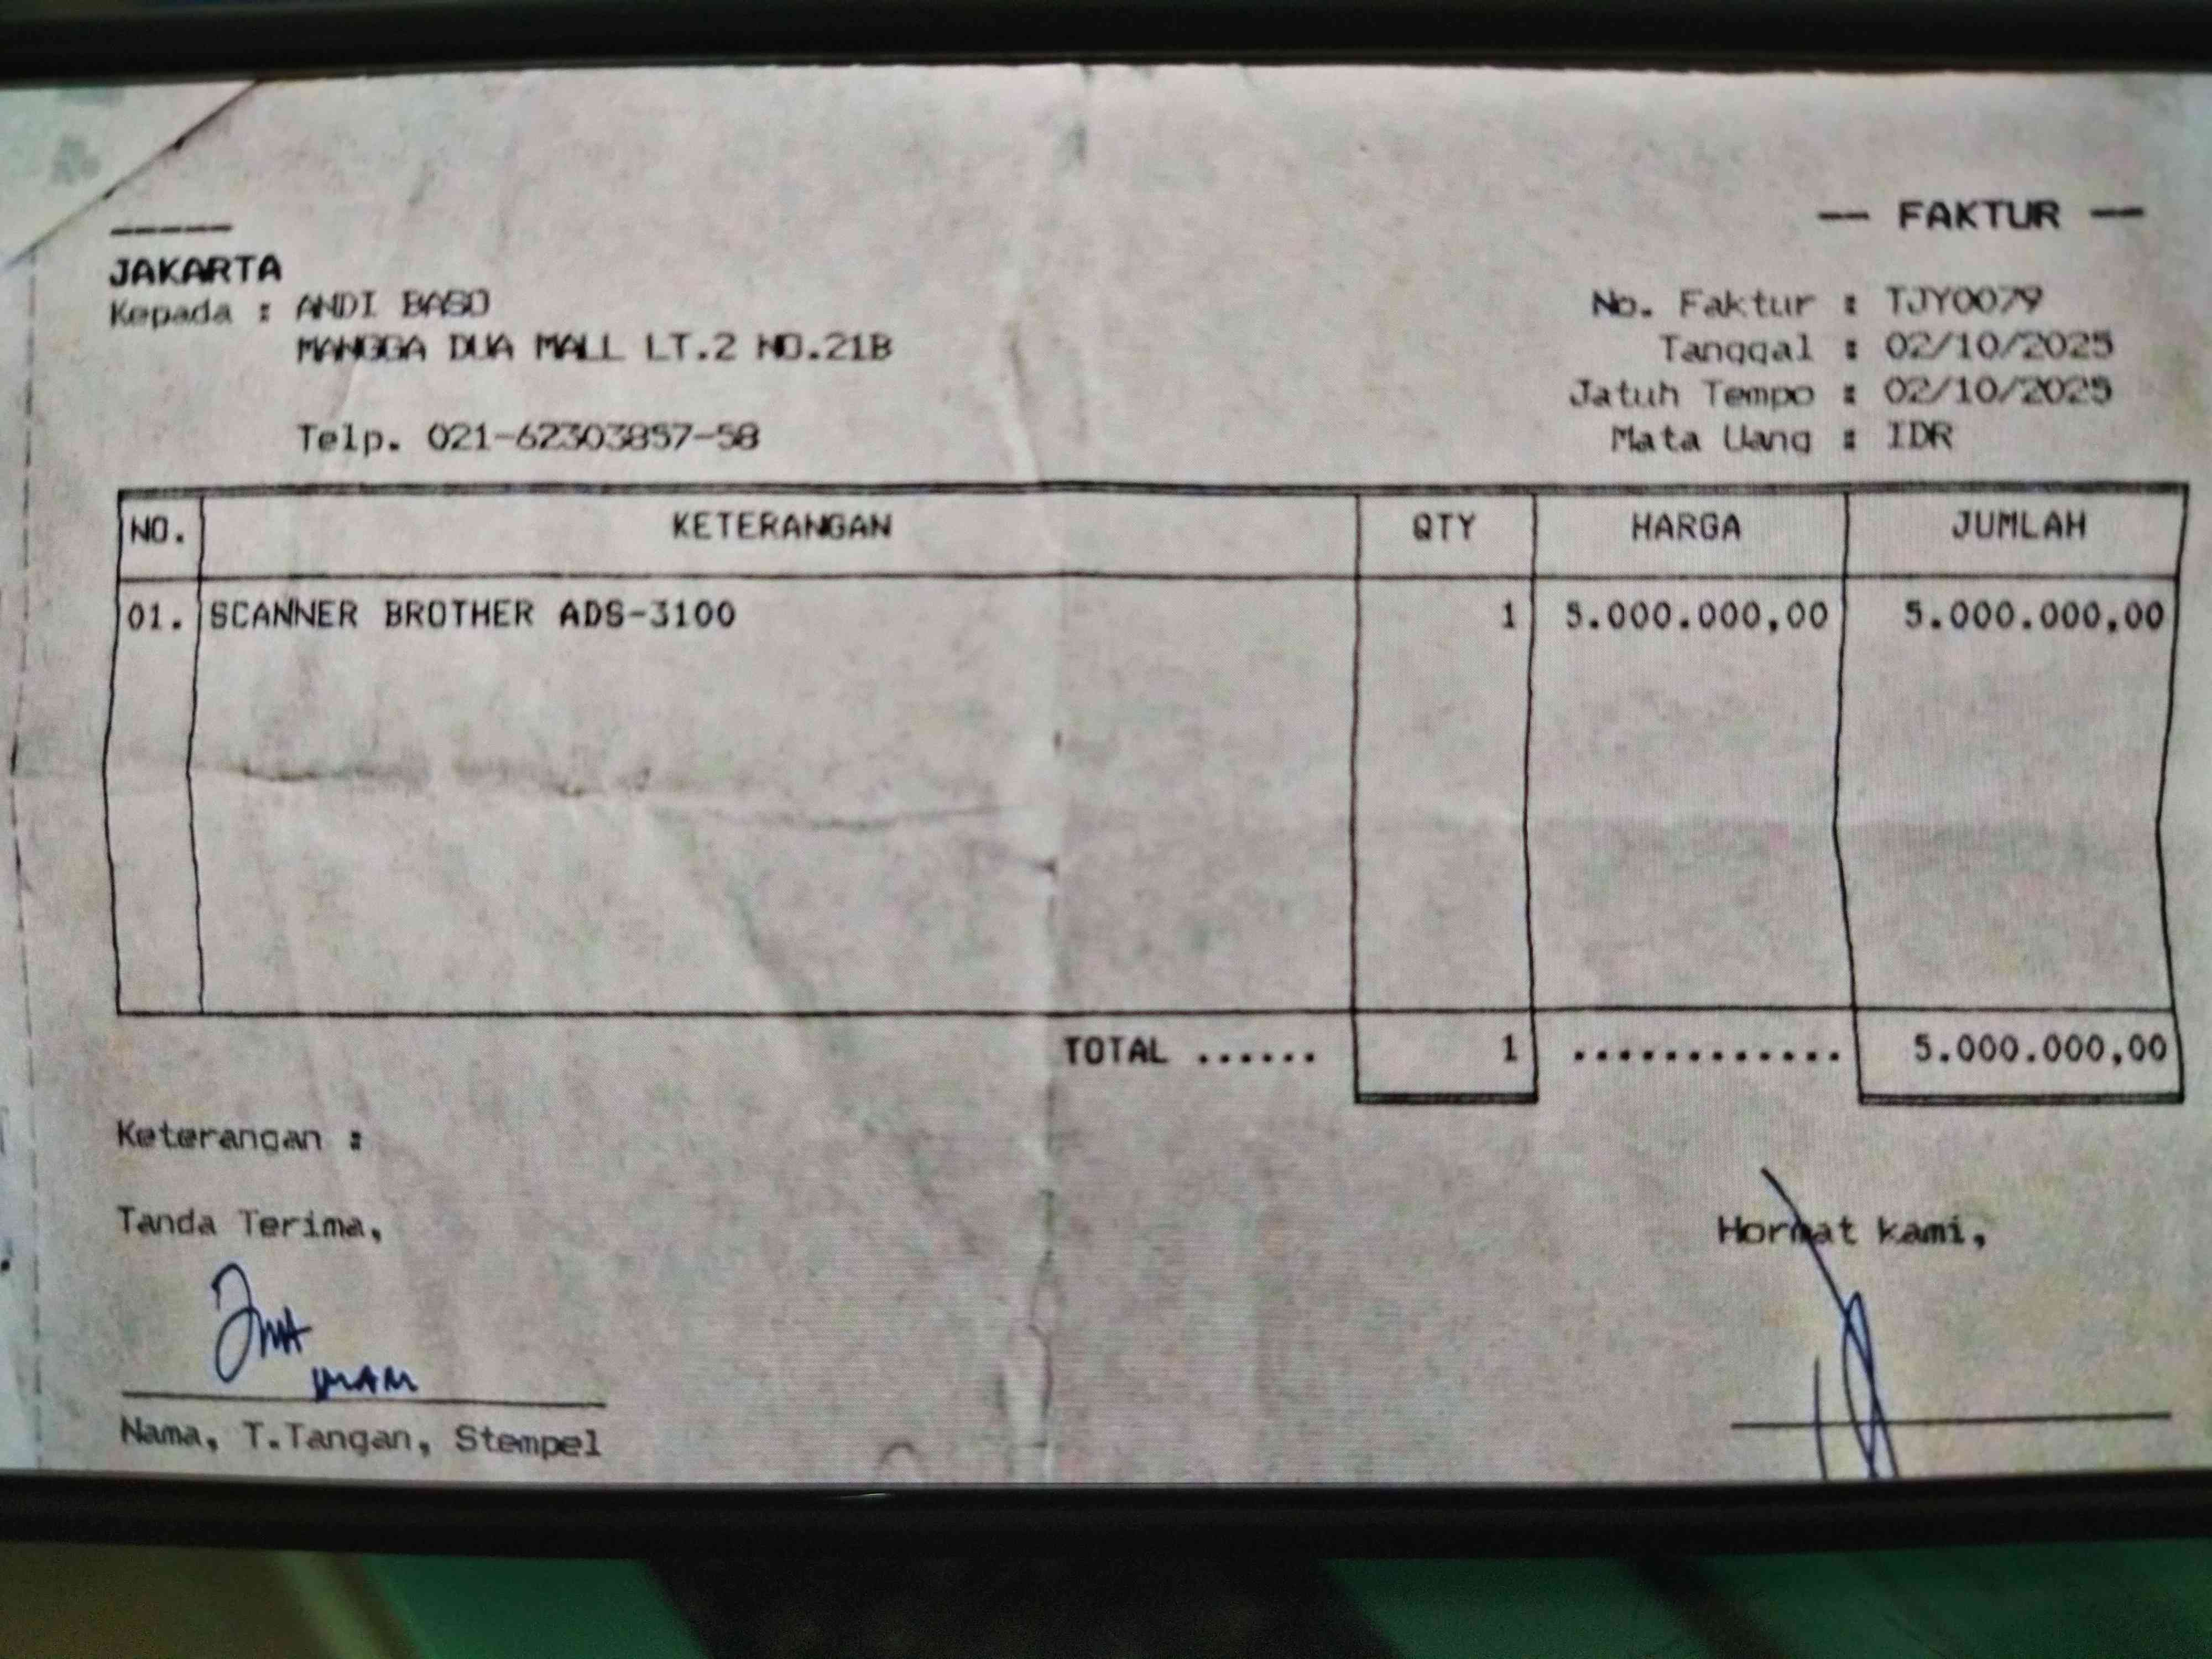 -----
JAKARTA
Kepada : ANDI BASO
MANGGA DUA MALL LT.2 NO.21B
Telp. 021-62303857-58
-- FAKTUR --
No. Faktur : TJY0079
Tanggal : 02/10/2025
Jatuh Tempo : 02/10/2025
Mata Uang : IDR
NO. KETERANGAN QTY HARGA JUMLAH
01. SCANNER BROTHER ADS-3100 1 5.000.000,00 5.000.000,00
TOTAL ...... 1 ............ 5.000.000,00
Keterangan :
Tanda Terima,
Hormat kami,
Nama, T.Tangan, Stempel